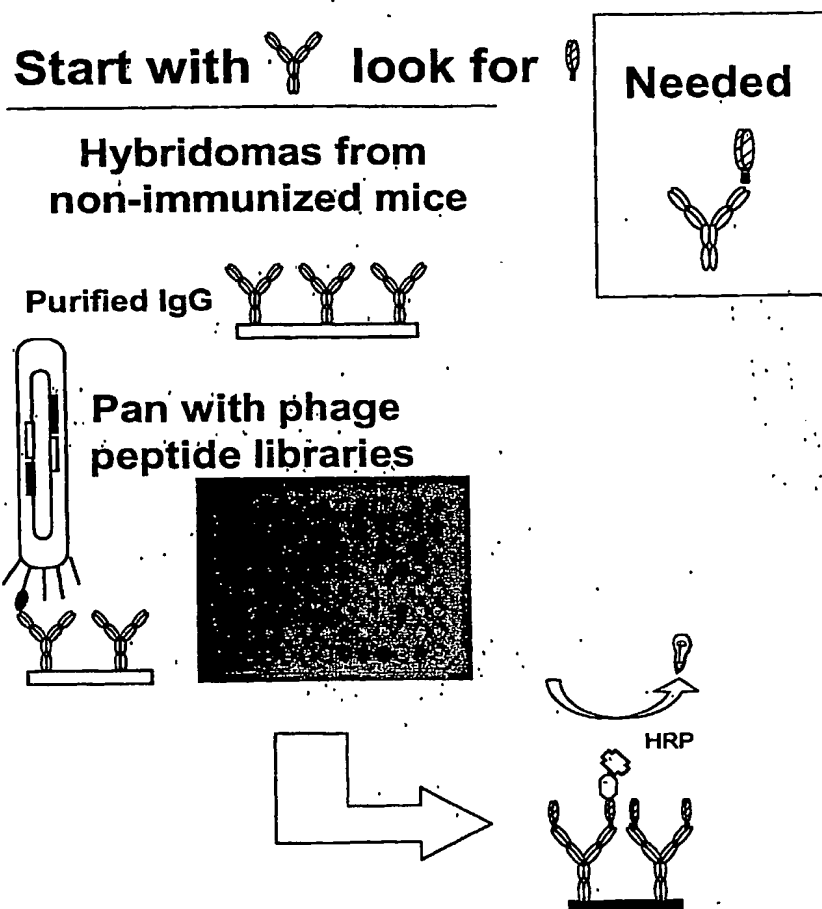 Start with look for
Needed
Hybridomas from
non-immunized mice
Purified IgG
Pan with phage
peptide libraries
HRP